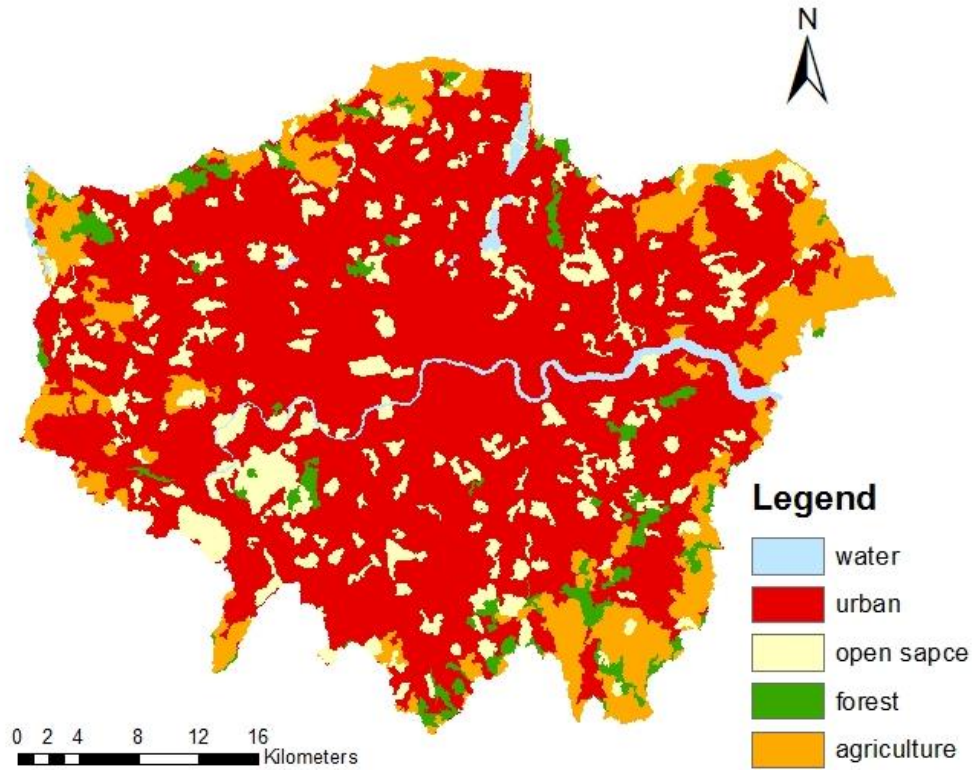 N
Legend
water
urban
open sapce
forest
agriculture
0 2 4 8 12 16
Kilometers